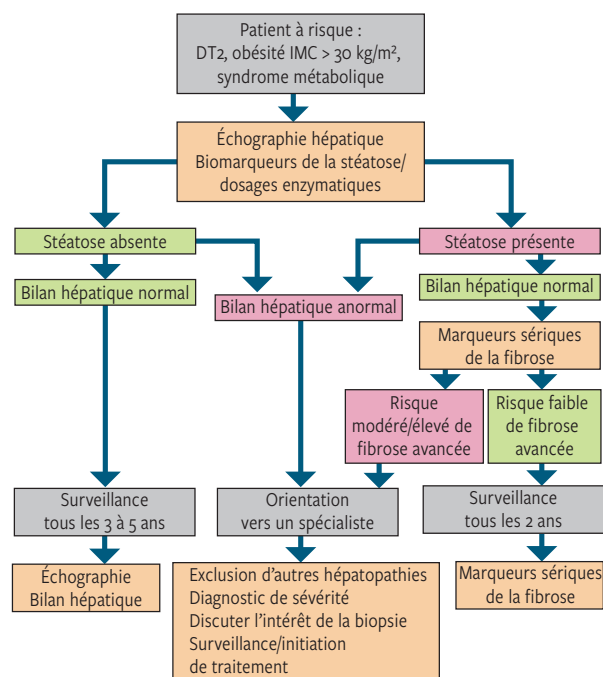 Patient à risque :
DT2, obésité IMC > 30 kg/m²,
syndrome métabolique
Échographie hépatique
Biomarqueurs de la stéatose/
dosages enzymatiques
Stéatose absente
Stéatose présente
Bilan hépatique normal
Bilan hépatique anormal
Bilan hépatique normal
Marqueurs sériques
de la fibrose
Risque
modéré/élevé de
fibrose avancée
Risque faible
de fibrose
avancée
Surveillance
tous les 3 à 5 ans
Orientation
vers un spécialiste
Surveillance
tous les 2 ans
Échographie
Bilan hépatique
Exclusion d'autres hépatopathies
Diagnostic de sévérité
Discuter l'intérêt de la biopsie
Surveillance/initiation
de traitement
Marqueurs sériques
de la fibrose